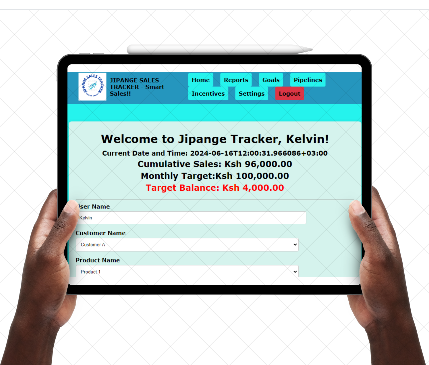 JIPANGE SALES
TRACKER Smart
Sales!!
Home
Reports
Goals
Pipelines
Incentives
Settings
Logout
Welcome to Jipange Tracker, Kelvin!
Current Date and Time: 2024-06-16T12:00:31.966086+03:00
Cumulative Sales: Ksh 96,000.00
Monthly Target:Ksh 100,000.00
Target Balance: Ksh 4,000.00
User Name
Kelvin
Customer Name
Customer A
Product Name
Product 1